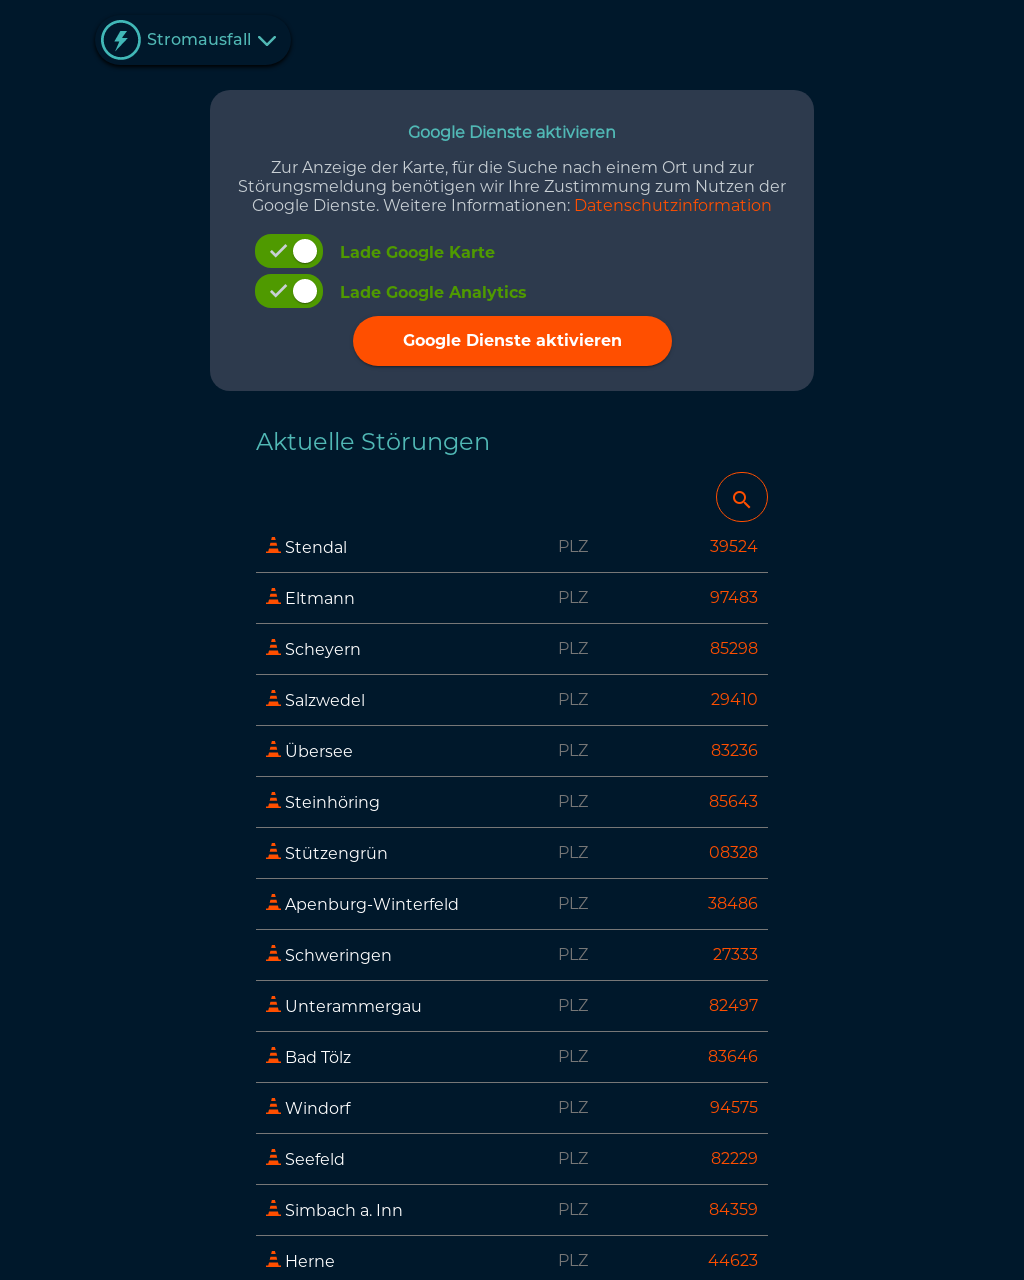 Stromausfall
Google Dienste aktivieren
Zur Anzeige der Karte, für die Suche nach einem Ort und zur
Störungsmeldung benötigen wir Ihre Zustimmung zum Nutzen der
Google Dienste. Weitere Informationen: Datenschutzinformation
Lade Google Karte
Lade Google Analytics
Google Dienste aktivieren
Aktuelle Störungen
Stendal PLZ 39524
Eltmann PLZ 97483
Scheyern PLZ 85298
Salzwedel PLZ 29410
Übersee PLZ 83236
Steinhöring PLZ 85643
Stützengrün PLZ 08328
Apenburg-Winterfeld PLZ 38486
Schweringen PLZ 27333
Unterammergau PLZ 82497
Bad Tölz PLZ 83646
Windorf PLZ 94575
Seefeld PLZ 82229
Simbach a. Inn PLZ 84359
Herne PLZ 44623